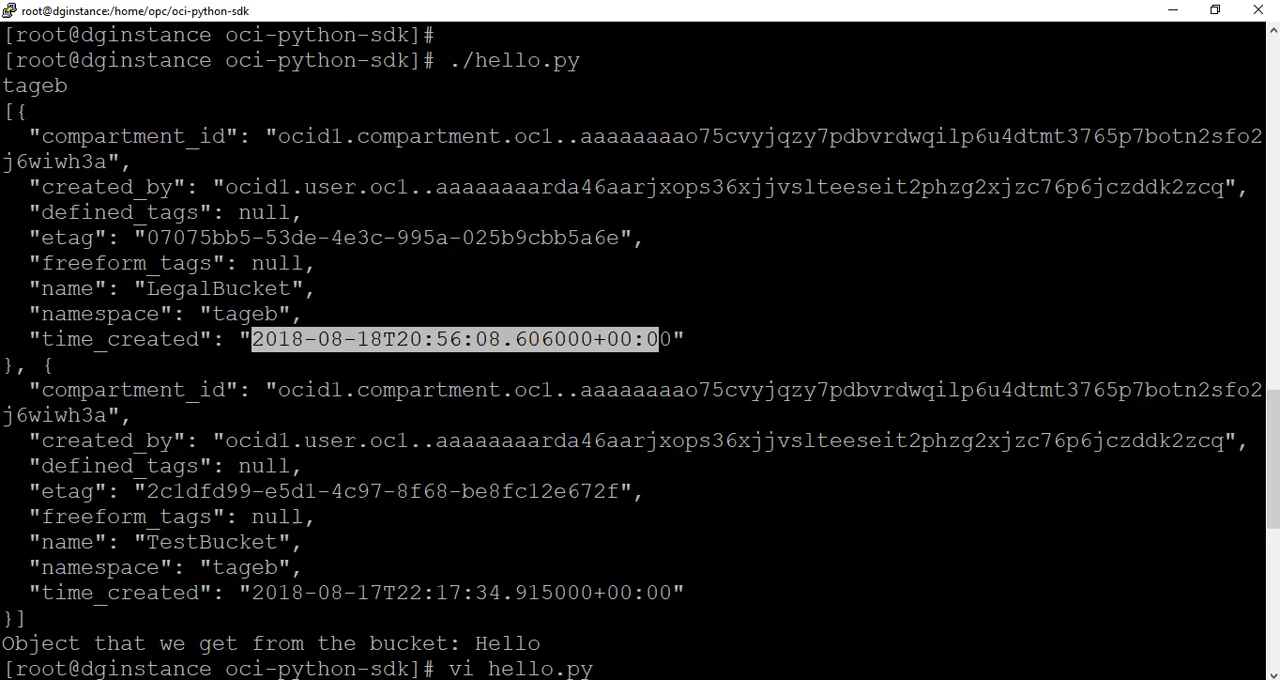 root@dginstance:/home/opc/oci-python-sdk
[root@dginstance oci-python-sdk]#
[root@dginstance oci-python-sdk]# ./hello.py
tageb
[{
  "compartment_id": "ocid1.compartment.oc1..aaaaaaaao75cvyjqzy7pdbvrdwqilp6u4dtmt3765p7botn2sfo2
j6wiwh3a",
  "created_by": "ocid1.user.oc1..aaaaaaaarda46aarjxops36xjjvslteeseit2phzg2xjzc76p6jczddk2zcq",
  "defined_tags": null,
  "etag": "07075bb5-53de-4e3c-995a-025b9cbb5a6e",
  "freeform_tags": null,
  "name": "LegalBucket",
  "namespace": "tageb",
  "time_created": "2018-08-18T20:56:08.606000+00:00"
}, {
  "compartment_id": "ocid1.compartment.oc1..aaaaaaaao75cvyjqzy7pdbvrdwqilp6u4dtmt3765p7botn2sfo2
j6wiwh3a",
  "created_by": "ocid1.user.oc1..aaaaaaaarda46aarjxops36xjjvslteeseit2phzg2xjzc76p6jczddk2zcq",
  "defined_tags": null,
  "etag": "2c1dfd99-e5d1-4c97-8f68-be8fc12e672f",
  "freeform_tags": null,
  "name": "TestBucket",
  "namespace": "tageb",
  "time_created": "2018-08-17T22:17:34.915000+00:00"
}]
Object that we get from the bucket: Hello
[root@dginstance oci-python-sdk]# vi hello.py